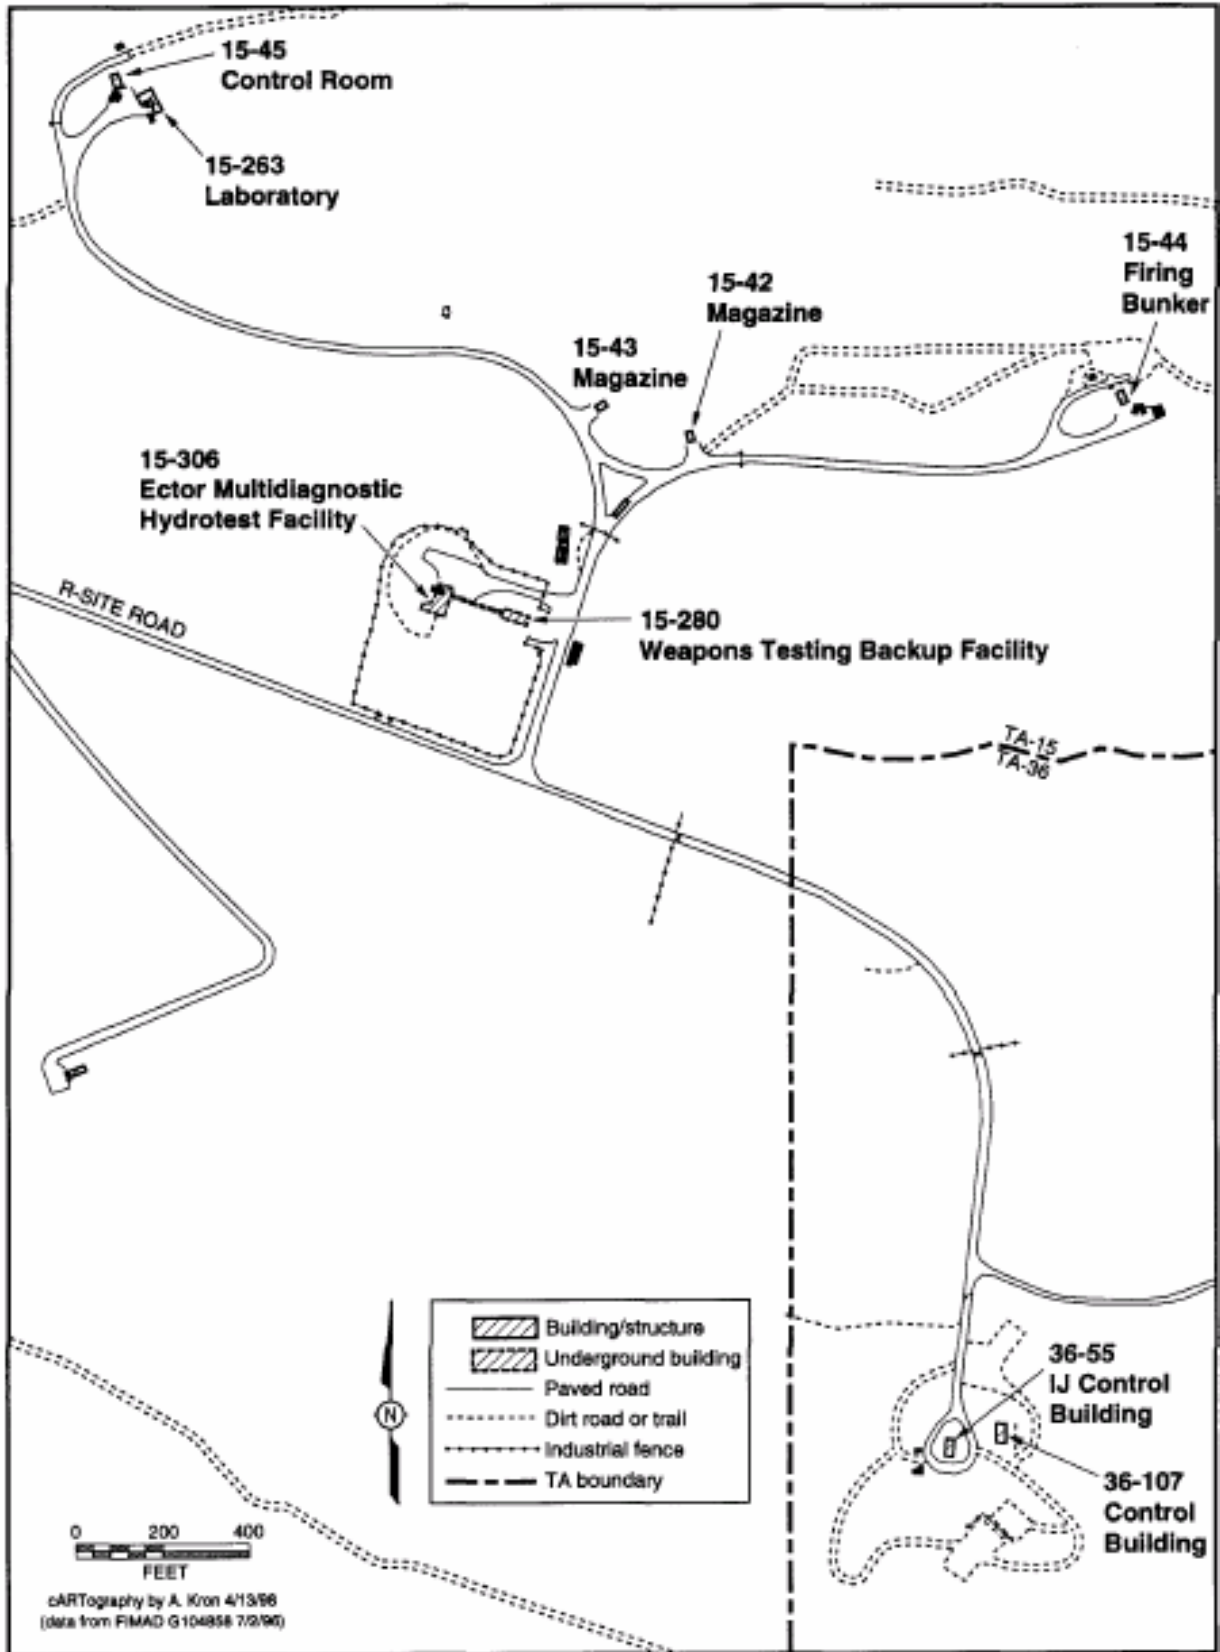 15-45
Control Room
15-263
Laboratory
15-44
Firing
Bunker
15-42
Magazine
15-43
Magazine
15-306
Ector Multidiagnostic
Hydrotest Facility
R-SITE ROAD
15-280
Weapons Testing Backup Facility
TA-15
TA-36
Building/structure
Underground building
Paved road
Dirt road or trail
Industrial fence
TA boundary
N
36-55
IJ Control
Building
36-107
Control
Building
0 200 400
FEET
cARTography by A. Kron 4/13/98
(data from FIMAD G104858 7/2/96)